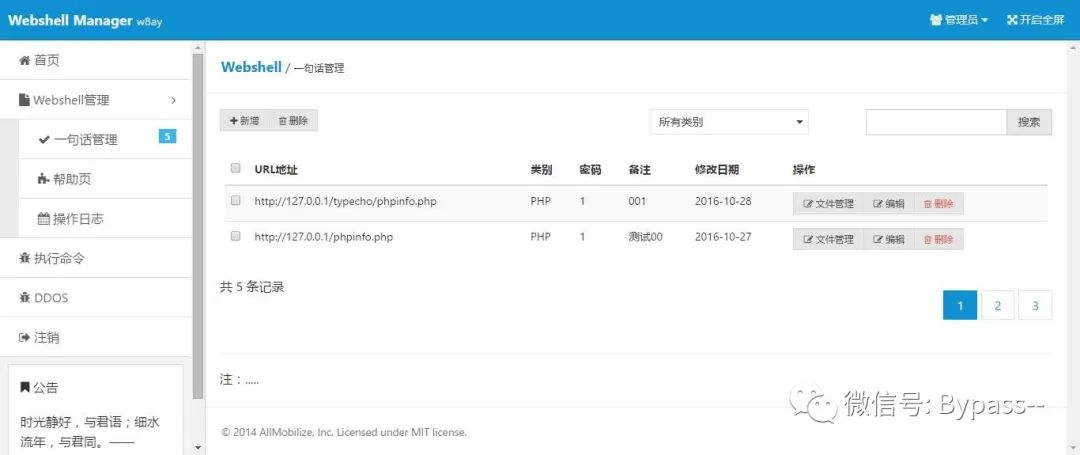 Webshell Manager w8ay
管理员 开启全屏
首页
Webshell管理
一句话管理 5
帮助页
操作日志
执行命令
DDOS
注销
公告
时光静好，与君语；细水
流年，与君同。——
Webshell / 一句话管理
新增 删除 所有类别 搜索
URL地址 类别 密码 备注 修改日期 操作
http://127.0.0.1/typecho/phpinfo.php PHP 1 001 2016-10-28 文件管理 编辑 删除
http://127.0.0.1/phpinfo.php PHP 1 测试00 2016-10-27 文件管理 编辑 删除
共 5 条记录
1 2 3
注：.....
微信号: Bypass--
© 2014 AllMobilize, Inc. Licensed under MIT license.